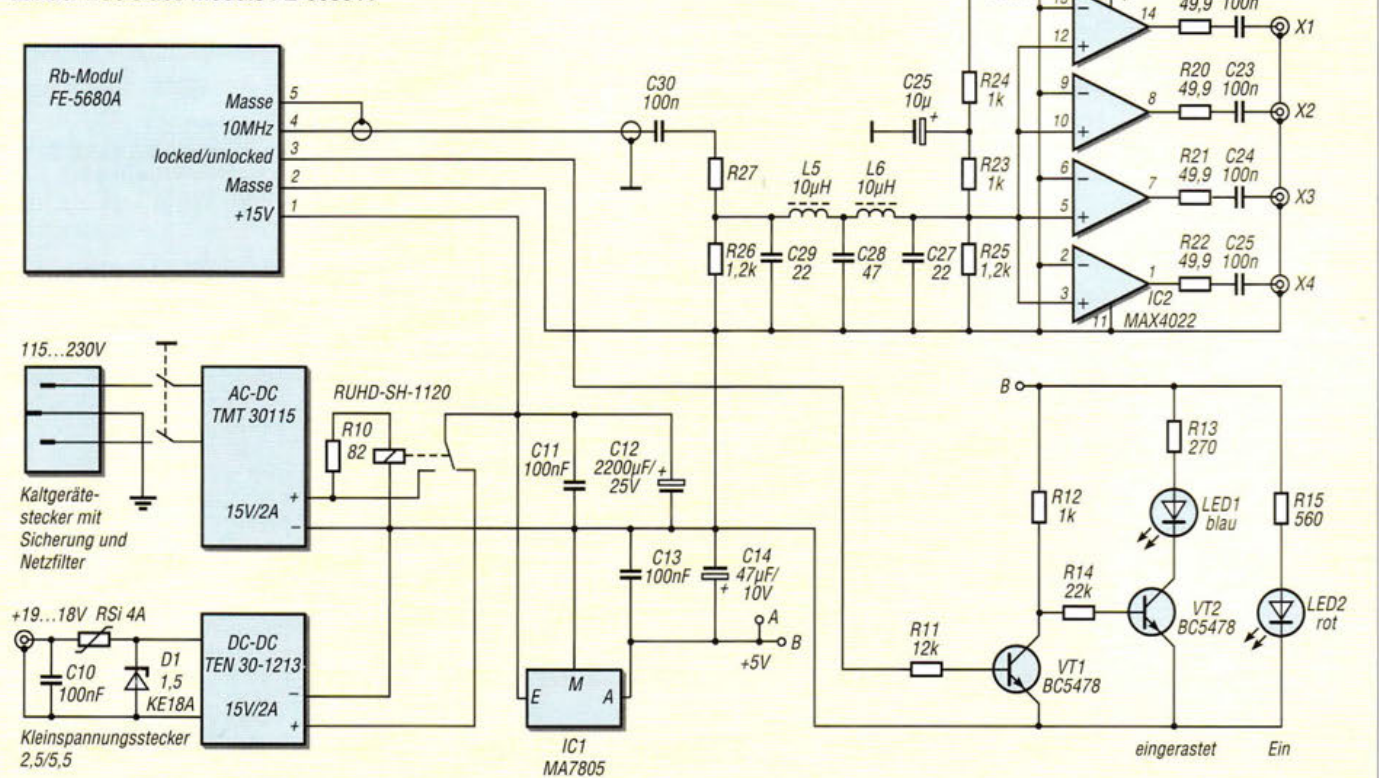 Rb-Modul
FE-5680A
Masse 5
10MHz 4
locked/unlocked 3
Masse 2
+15V 1
C30
100n
R27
R26
1,2k
L5
10µH
L6
10µH
C29
22
C28
47
C27
22
C25
10µ
+
R24
1k
R23
1k
R25
1,2k
12
14
49,9
100n
X1
9
10
8
R20
49,9
C23
100n
X2
6
5
7
R21
49,9
C24
100n
X3
2
3
1
11
R22
49,9
C25
100n
X4
IC2
MAX4022
115...230V
AC-DC
TMT 30115
15V/2A
+
−
Kaltgeräte-
stecker mit
Sicherung und
Netzfilter
RUHD-SH-1120
R10
82
C11
100nF
C12
2200µF/
25V
+
C13
100nF
C14
47µF/
10V
+
A
B
+5V
+19...18V RSi 4A
C10
100nF
D1
1,5
KE18A
DC-DC
TEN 30-1213
15V/2A
−
+
Kleinspannungsstecker
2,5/5,5
E M A
IC1
MA7805
B
R12
1k
R13
270
LED1
blau
R15
560
R14
22k
VT2
BC5478
LED2
rot
R11
12k
VT1
BC5478
eingerastet
Ein